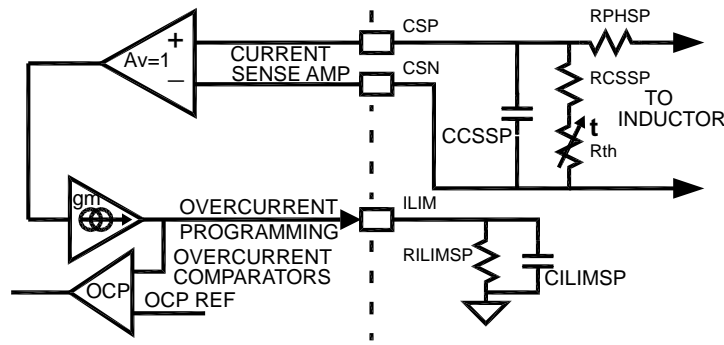 CSP
RPHSP
+
Av=1
−
CURRENT
SENSE AMP
CSN
RCSSP
TO
INDUCTOR
CCSSP
t
Rth
gm
OVERCURRENT
PROGRAMMING
ILIM
OVERCURRENT
COMPARATORS
RILIMSP
CILIMSP
OCP
OCP REF